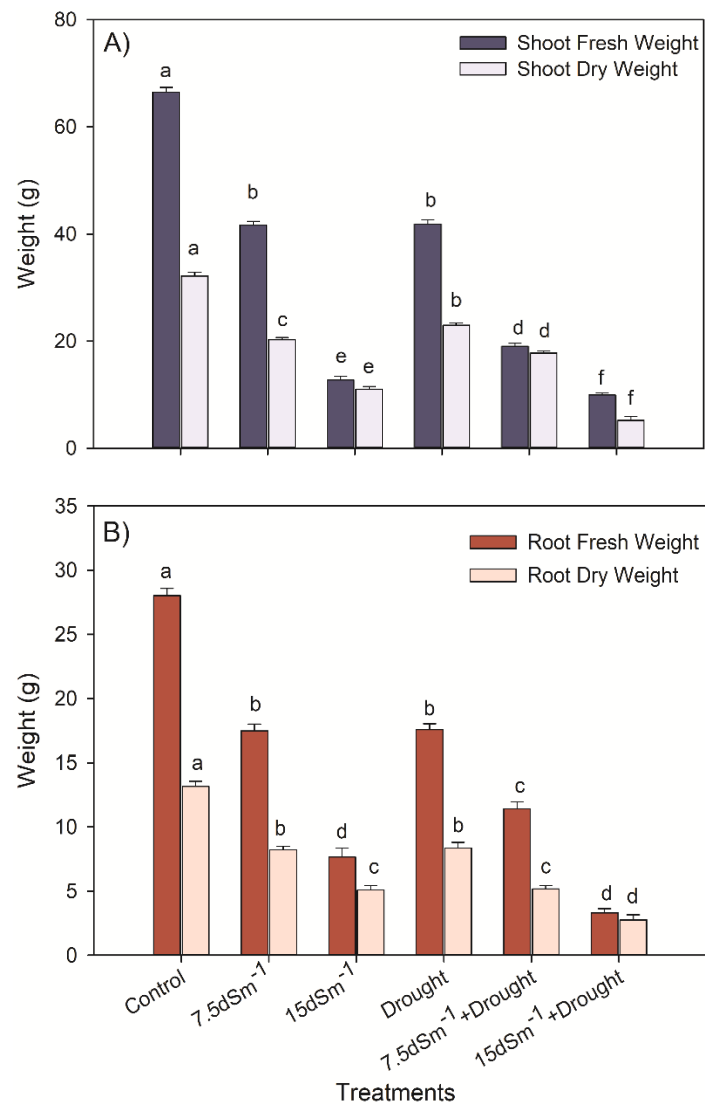 A)
Shoot Fresh Weight
Shoot Dry Weight
Weight (g)
80
60
40
20
0
a
a
b
c
e
e
b
b
d
d
f
f
B)
Root Fresh Weight
Root Dry Weight
Weight (g)
35
30
25
20
15
10
5
0
a
a
b
b
d
c
b
b
c
c
d
d
Control
7.5dSm⁻¹
15dSm⁻¹
Drought
7.5dSm⁻¹+Drought
15dSm⁻¹+Drought
Treatments